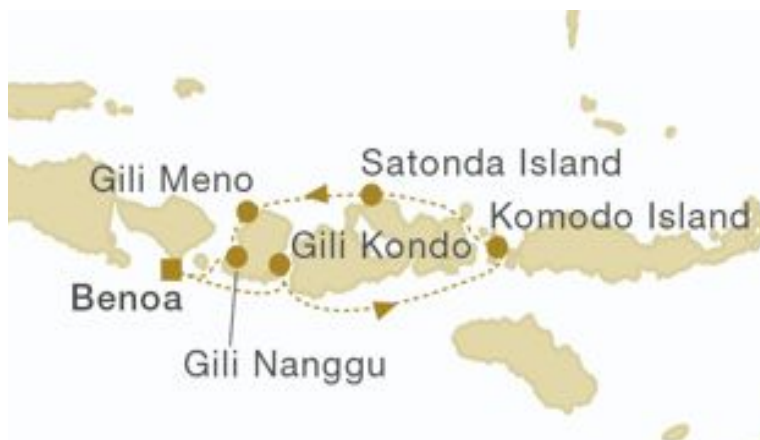 Satonda Island
Gili Meno
Komodo Island
Gili Kondo
Benoa
Gili Nanggu